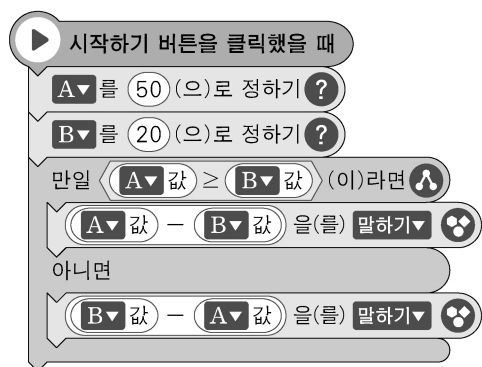 시작하기 버튼을 클릭했을 때
A▼ 를 50 (으)로 정하기 ?
B▼ 를 20 (으)로 정하기 ?
만일 A▼ 값 ≥ B▼ 값 (이)라면
A▼ 값 − B▼ 값 을(를) 말하기▼
아니면
B▼ 값 − A▼ 값 을(를) 말하기▼